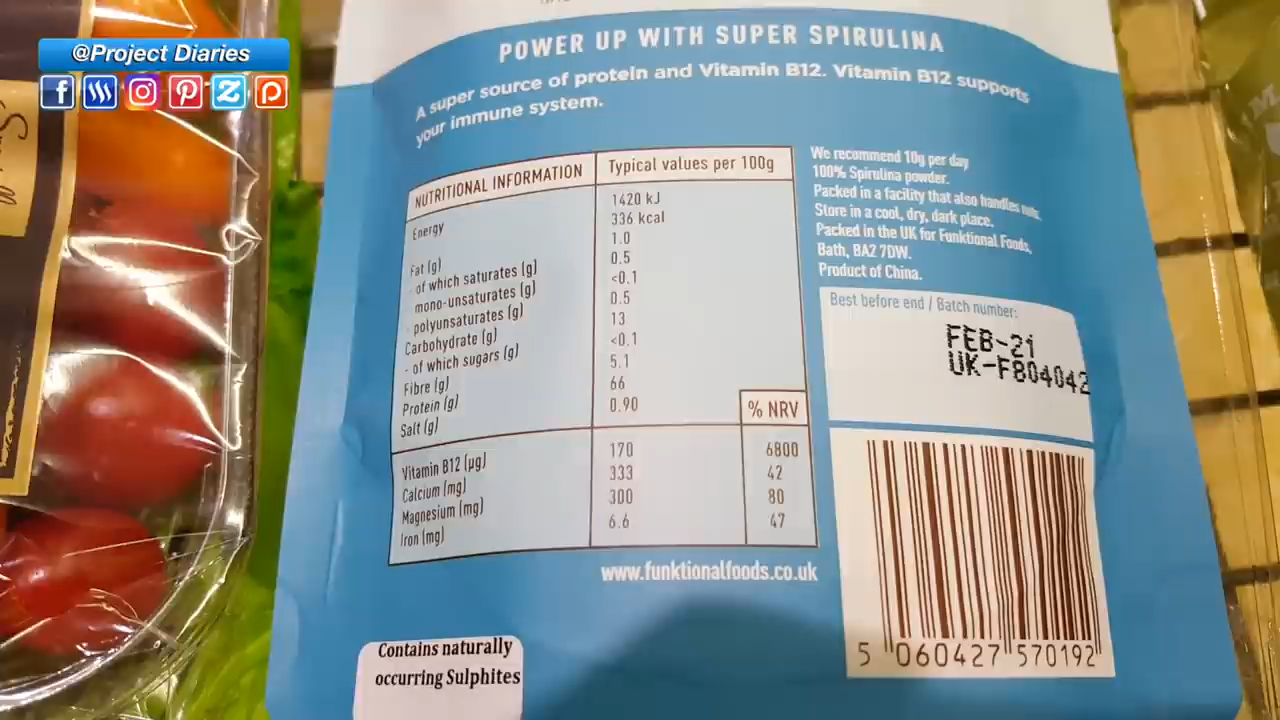 @Project Diaries
POWER UP WITH SUPER SPIRULINA
A super source of protein and Vitamin B12. Vitamin B12 supports
your immune system.
NUTRITIONAL INFORMATION Typical values per 100g
Energy 1420 kJ
336 kcal
Fat (g) 1.0
- of which saturates (g) 0.5
mono-unsaturates (g) <0.1
- polyunsaturates (g) 0.5
Carbohydrate (g) 13
- of which sugars (g) <0.1
Fibre (g) 5.1
Protein (g) 66
Salt (g) 0.90
% NRV
Vitamin B12 (µg) 170 6800
Calcium (mg) 333 42
Magnesium (mg) 300 80
Iron (mg) 6.6 47
www.funktionalfoods.co.uk
We recommend 10g per day
100% Spirulina powder.
Packed in a facility that also handles nuts.
Store in a cool, dry, dark place.
Packed in the UK for Funktional Foods,
Bath, BA2 7DW.
Product of China.
Best before end / Batch number:
FEB-21
UK-F804042
5 060427 570192
Contains naturally
occurring Sulphites